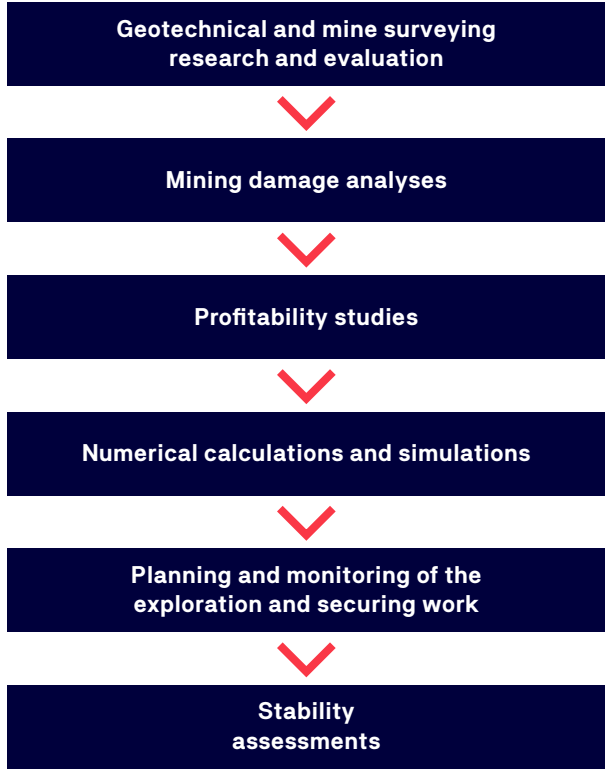 Geotechnical and mine surveying
research and evaluation
Mining damage analyses
Profitability studies
Numerical calculations and simulations
Planning and monitoring of the
exploration and securing work
Stability
assessments